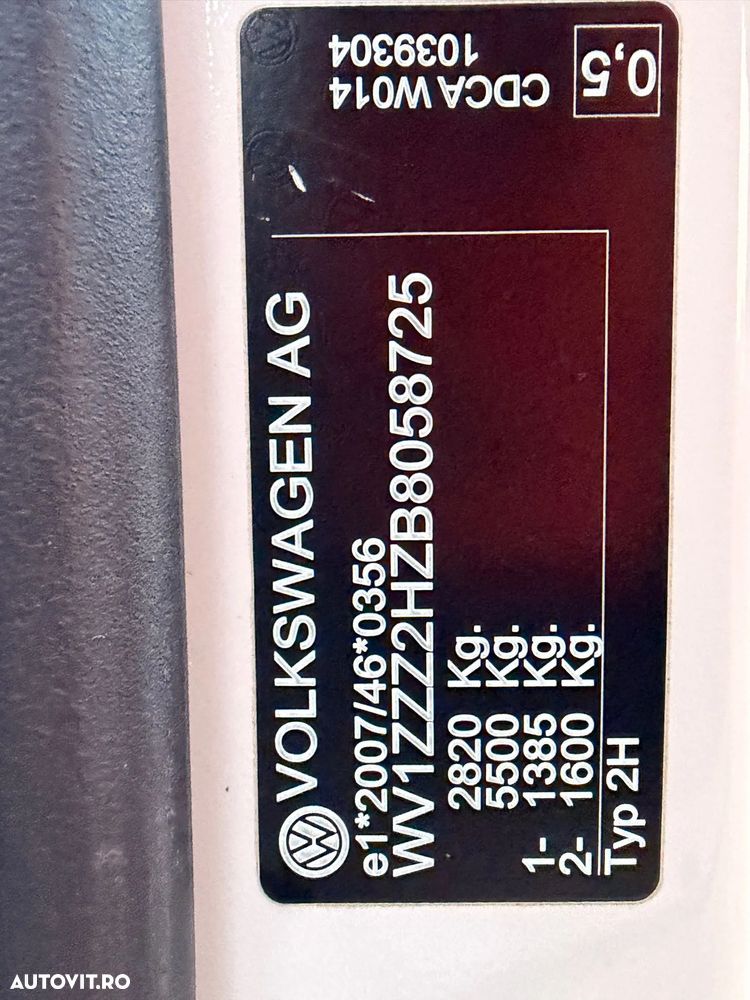 VOLKSWAGEN AG
e1*2007/46*0356
WV1ZZZ2HZB8058725
2820 Kg.
5500 Kg.
1- 1385 Kg.
2- 1600 Kg.
Typ 2H
CDCA W014
1039304
0,5
AUTOVIT.RO